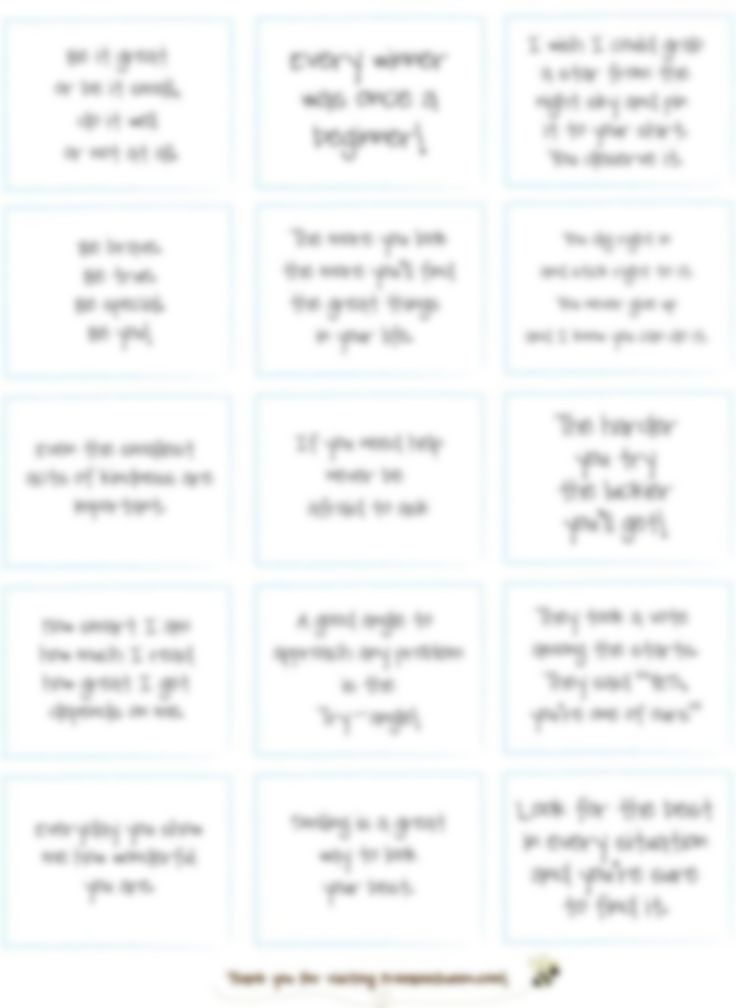 Be it great
or be it small,
do it well
or not at all.
Every winner
was once a
beginner!
I wish I could grab
a star from the
night sky and pin
it to your shirt.
You deserve it.
Be brave.
Be true.
Be special.
Be you!
The more you look
the more you'll find
the great things
in your life.
You dig right in
and stick right to it.
You never give up
and I know you can do it.
Even the smallest
acts of kindness are
important.
If you need help
never be
afraid to ask
The harder
you try
the luckier
you'll get!
How smart I am
how much I read
how great I get
depends on me.
A good angle to
approach any problem
is the
Try-angle!
They took a vote
among the
They said "Yes,
you're one of ours"
Everyday you show
me how wonderful
you are.
Smiling is a great
way to look
your best.
Look for the best
in every situation
and you're sure
to find it.
Thank you for visiting